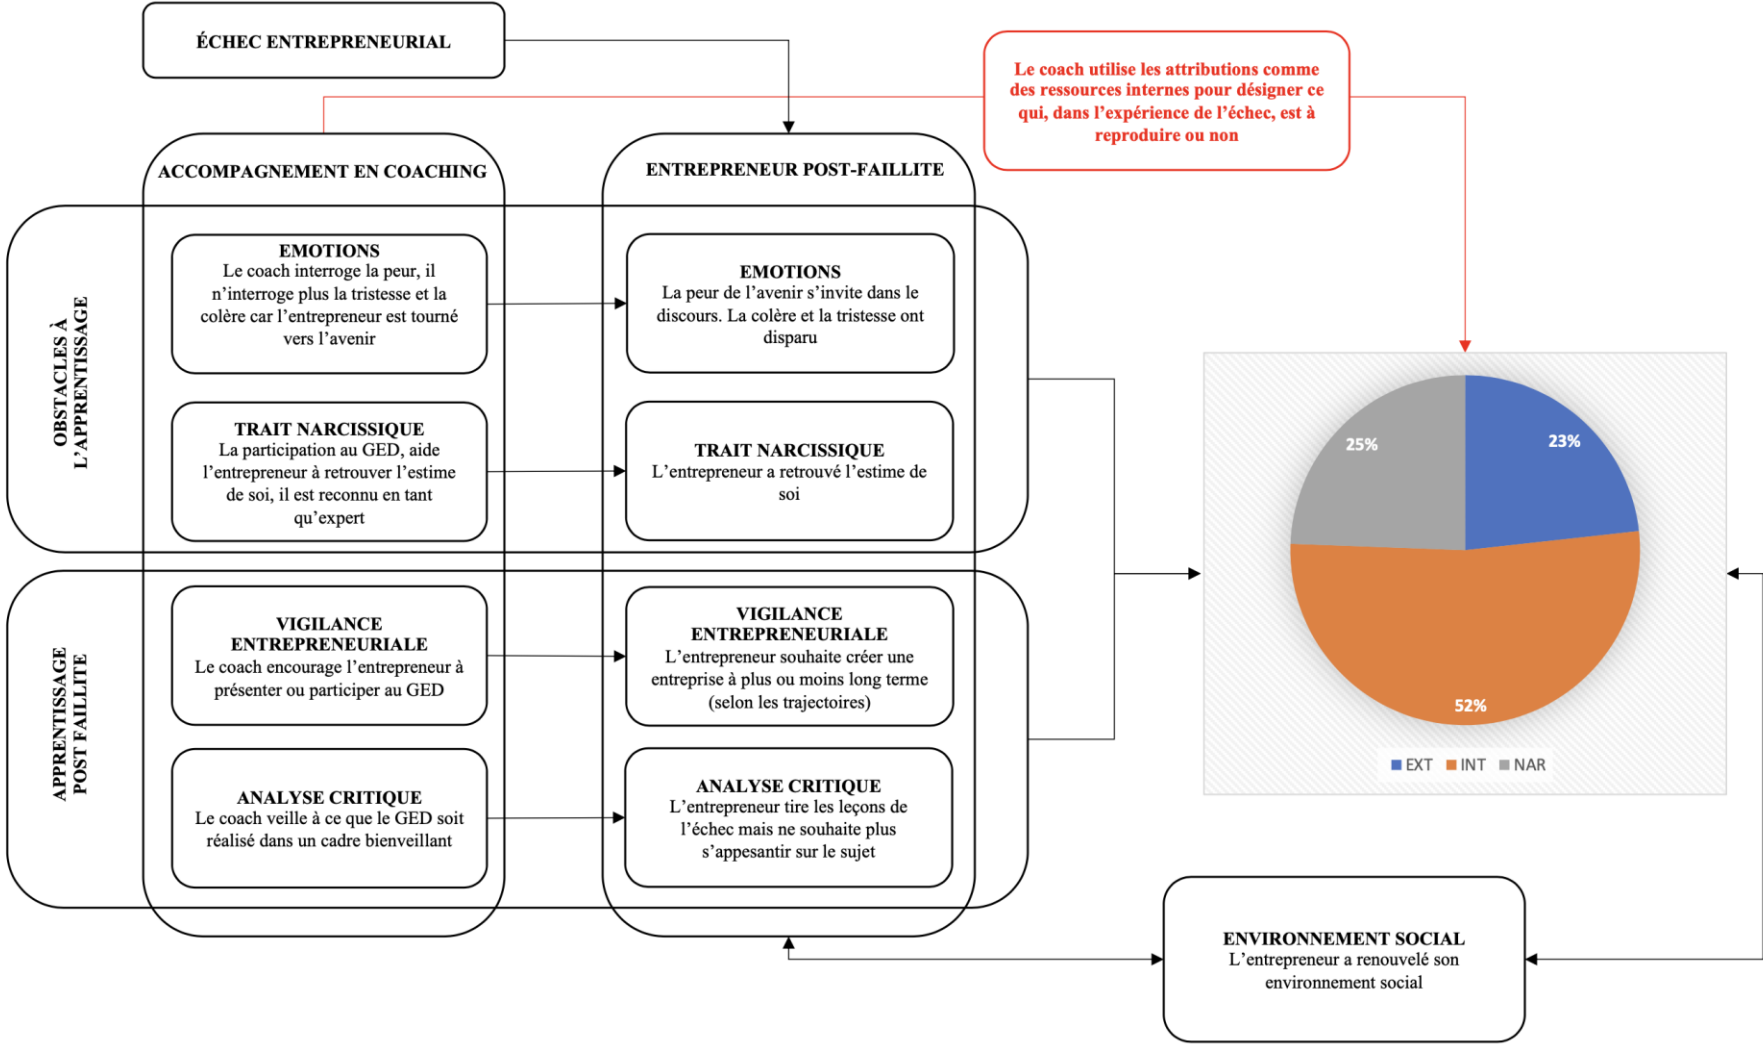 ÉCHEC ENTREPRENEURIAL
Le coach utilise les attributions comme
des ressources internes pour désigner ce
qui, dans l’expérience de l’échec, est à
reproduire ou non
ACCOMPAGNEMENT EN COACHING
ENTREPRENEUR POST-FAILLITE
OBSTACLES À
L’APPRENTISSAGE
EMOTIONS
Le coach interroge la peur, il
n’interroge plus la tristesse et la
colère car l’entrepreneur est tourné
vers l’avenir
EMOTIONS
La peur de l’avenir s’invite dans le
discours. La colère et la tristesse ont
disparu
TRAIT NARCISSIQUE
La participation au GED, aide
l’entrepreneur à retrouver l’estime
de soi, il est reconnu en tant
qu’expert
TRAIT NARCISSIQUE
L’entrepreneur a retrouvé l’estime de
soi
APPRENTISSAGE
POST FAILLITE
VIGILANCE
ENTREPRENEURIALE
Le coach encourage l’entrepreneur à
présenter ou participer au GED
VIGILANCE
ENTREPRENEURIALE
L’entrepreneur souhaite créer une
entreprise à plus ou moins long terme
(selon les trajectoires)
ANALYSE CRITIQUE
Le coach veille à ce que le GED soit
réalisé dans un cadre bienveillant
ANALYSE CRITIQUE
L’entrepreneur tire les leçons de
l’échec mais ne souhaite plus
s’appesantir sur le sujet
25%
23%
52%
EXT INT NAR
ENVIRONNEMENT SOCIAL
L’entrepreneur a renouvelé son
environnement social